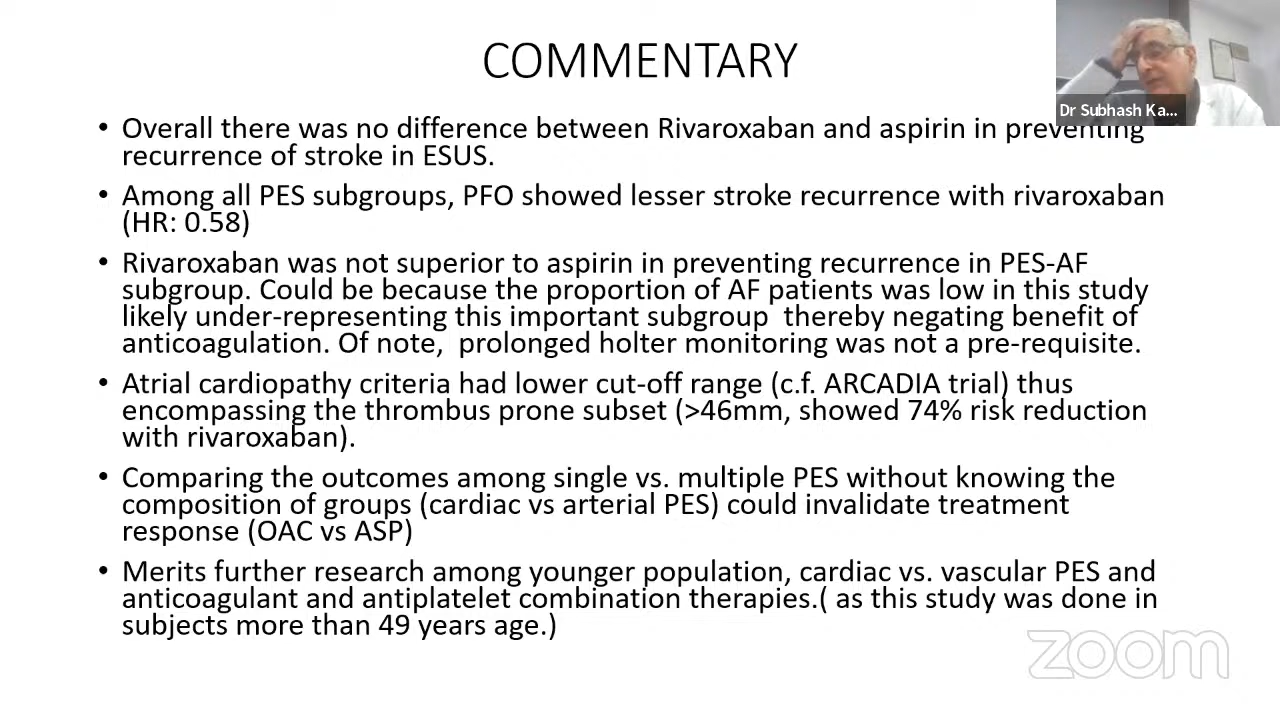 COMMENTARY
Dr Subhash Ka...
• Overall there was no difference between Rivaroxaban and aspirin in preventing
recurrence of stroke in ESUS.
• Among all PES subgroups, PFO showed lesser stroke recurrence with rivaroxaban
(HR: 0.58)
• Rivaroxaban was not superior to aspirin in preventing recurrence in PES-AF
subgroup. Could be because the proportion of AF patients was low in this study
likely under-representing this important subgroup  thereby negating benefit of
anticoagulation. Of note,  prolonged holter monitoring was not a pre-requisite.
• Atrial cardiopathy criteria had lower cut-off range (c.f. ARCADIA trial) thus
encompassing the thrombus prone subset (>46mm, showed 74% risk reduction
with rivaroxaban).
• Comparing the outcomes among single vs. multiple PES without knowing the
composition of groups (cardiac vs arterial PES) could invalidate treatment
response (OAC vs ASP)
• Merits further research among younger population, cardiac vs. vascular PES and
anticoagulant and antiplatelet combination therapies.( as this study was done in
subjects more than 49 years age.)
zoom